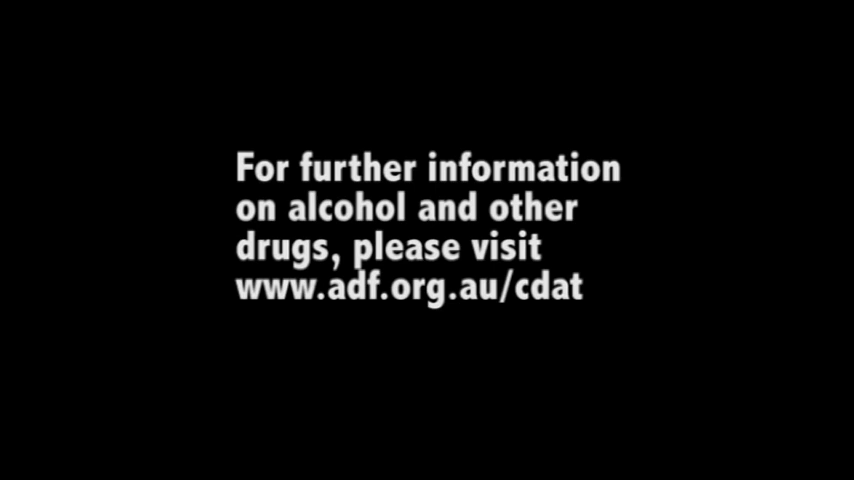 For further information
on alcohol and other
drugs, please visit
www.adf.org.au/cdat